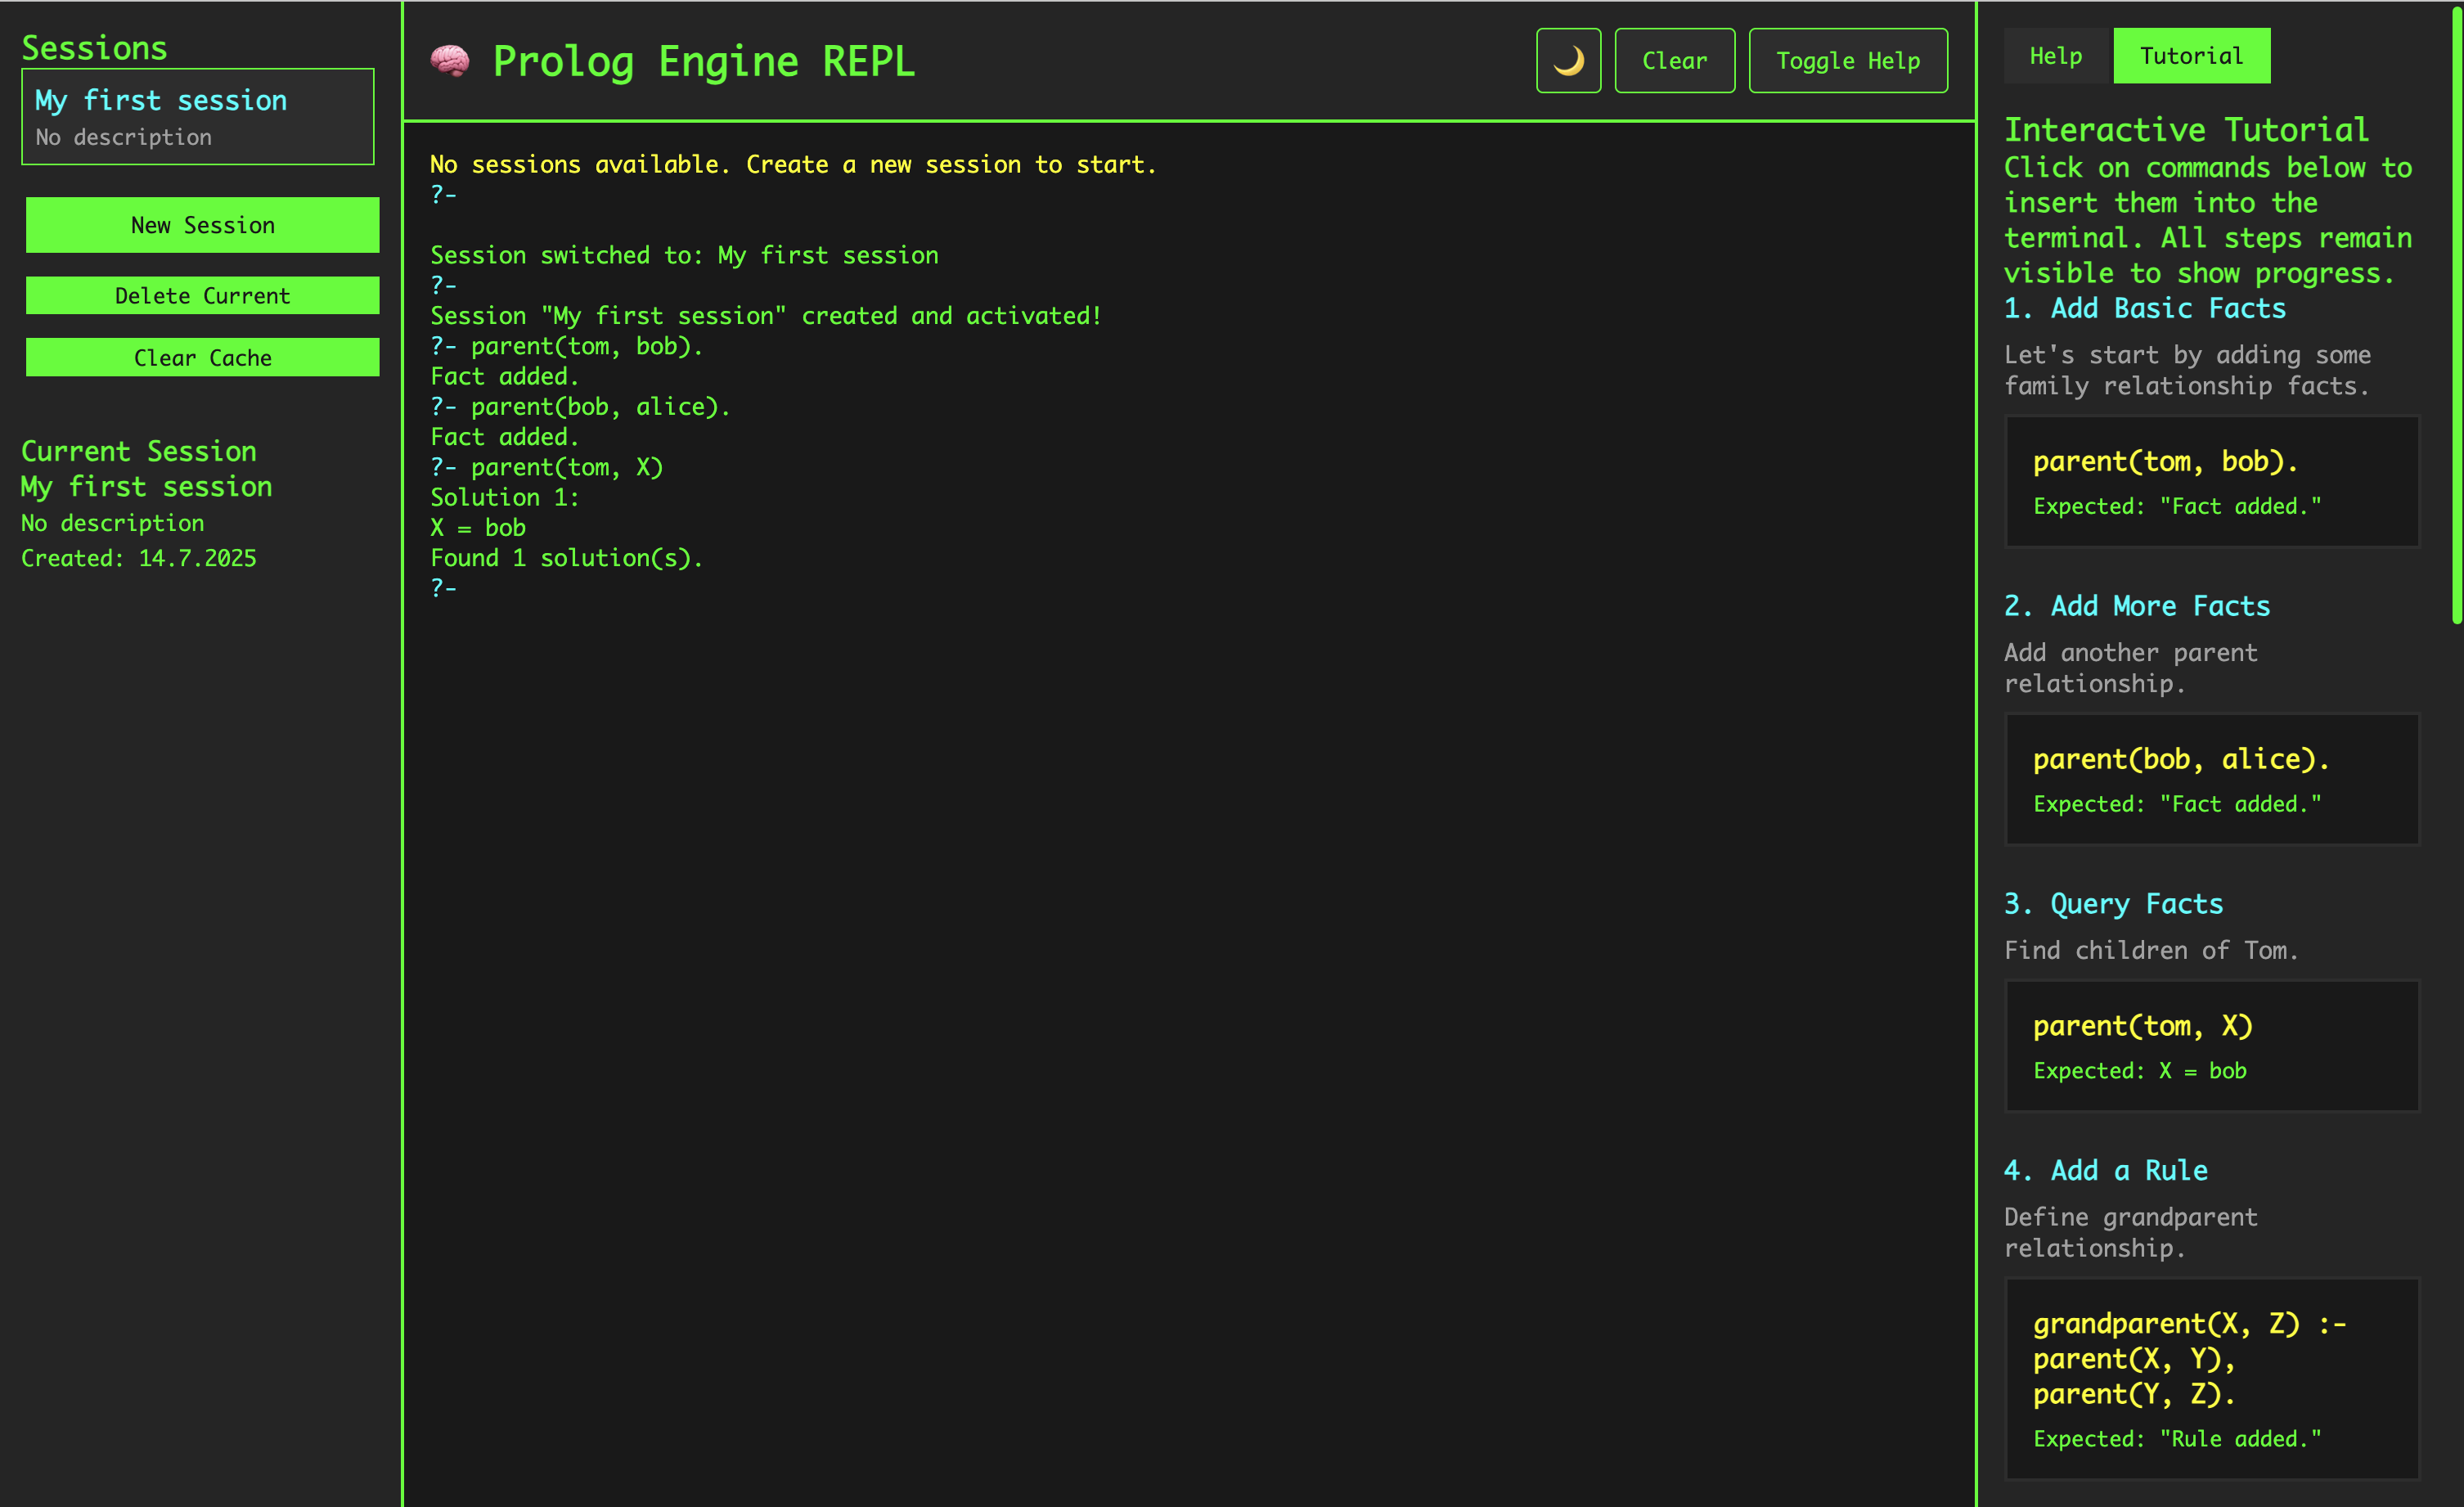 Sessions
My first session
No description
New Session
Delete Current
Clear Cache
Current Session
My first session
No description
Created: 14.7.2025
🧠 Prolog Engine REPL
🌙
Clear
Toggle Help
No sessions available. Create a new session to start.
?-
Session switched to: My first session
?-
Session "My first session" created and activated!
?- parent(tom, bob).
Fact added.
?- parent(bob, alice).
Fact added.
?- parent(tom, X)
Solution 1:
X = bob
Found 1 solution(s).
?-
Help
Tutorial
Interactive Tutorial
Click on commands below to
insert them into the
terminal. All steps remain
visible to show progress.
1. Add Basic Facts
Let's start by adding some
family relationship facts.
parent(tom, bob).
Expected: "Fact added."
2. Add More Facts
Add another parent
relationship.
parent(bob, alice).
Expected: "Fact added."
3. Query Facts
Find children of Tom.
parent(tom, X)
Expected: X = bob
4. Add a Rule
Define grandparent
relationship.
grandparent(X, Z) :-
parent(X, Y),
parent(Y, Z).
Expected: "Rule added."